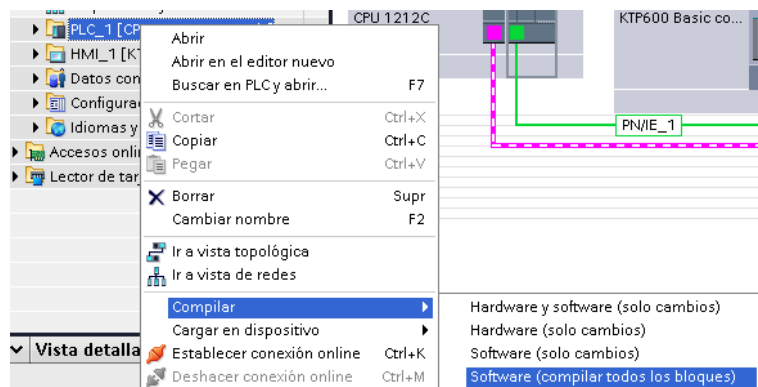 PLC_1 [CP
HMI_1 [K
Datos con
Configura
Idiomas y
Accesos onli
Lector de tar
Vista detalla
Abrir
Abrir en el editor nuevo
Buscar en PLC y abrir... F7
Cortar Ctrl+X
Copiar Ctrl+C
Pegar Ctrl+V
Borrar Supr
Cambiar nombre F2
Ir a vista topológica
Ir a vista de redes
Compilar
Cargar en dispositivo
Establecer conexión online Ctrl+K
Deshacer conexión online Ctrl+M
Hardware y software (solo cambios)
Hardware (solo cambios)
Software (solo cambios)
Software (compilar todos los bloques)
CPU 1212C
KTP600 Basic co...
PN/IE_1